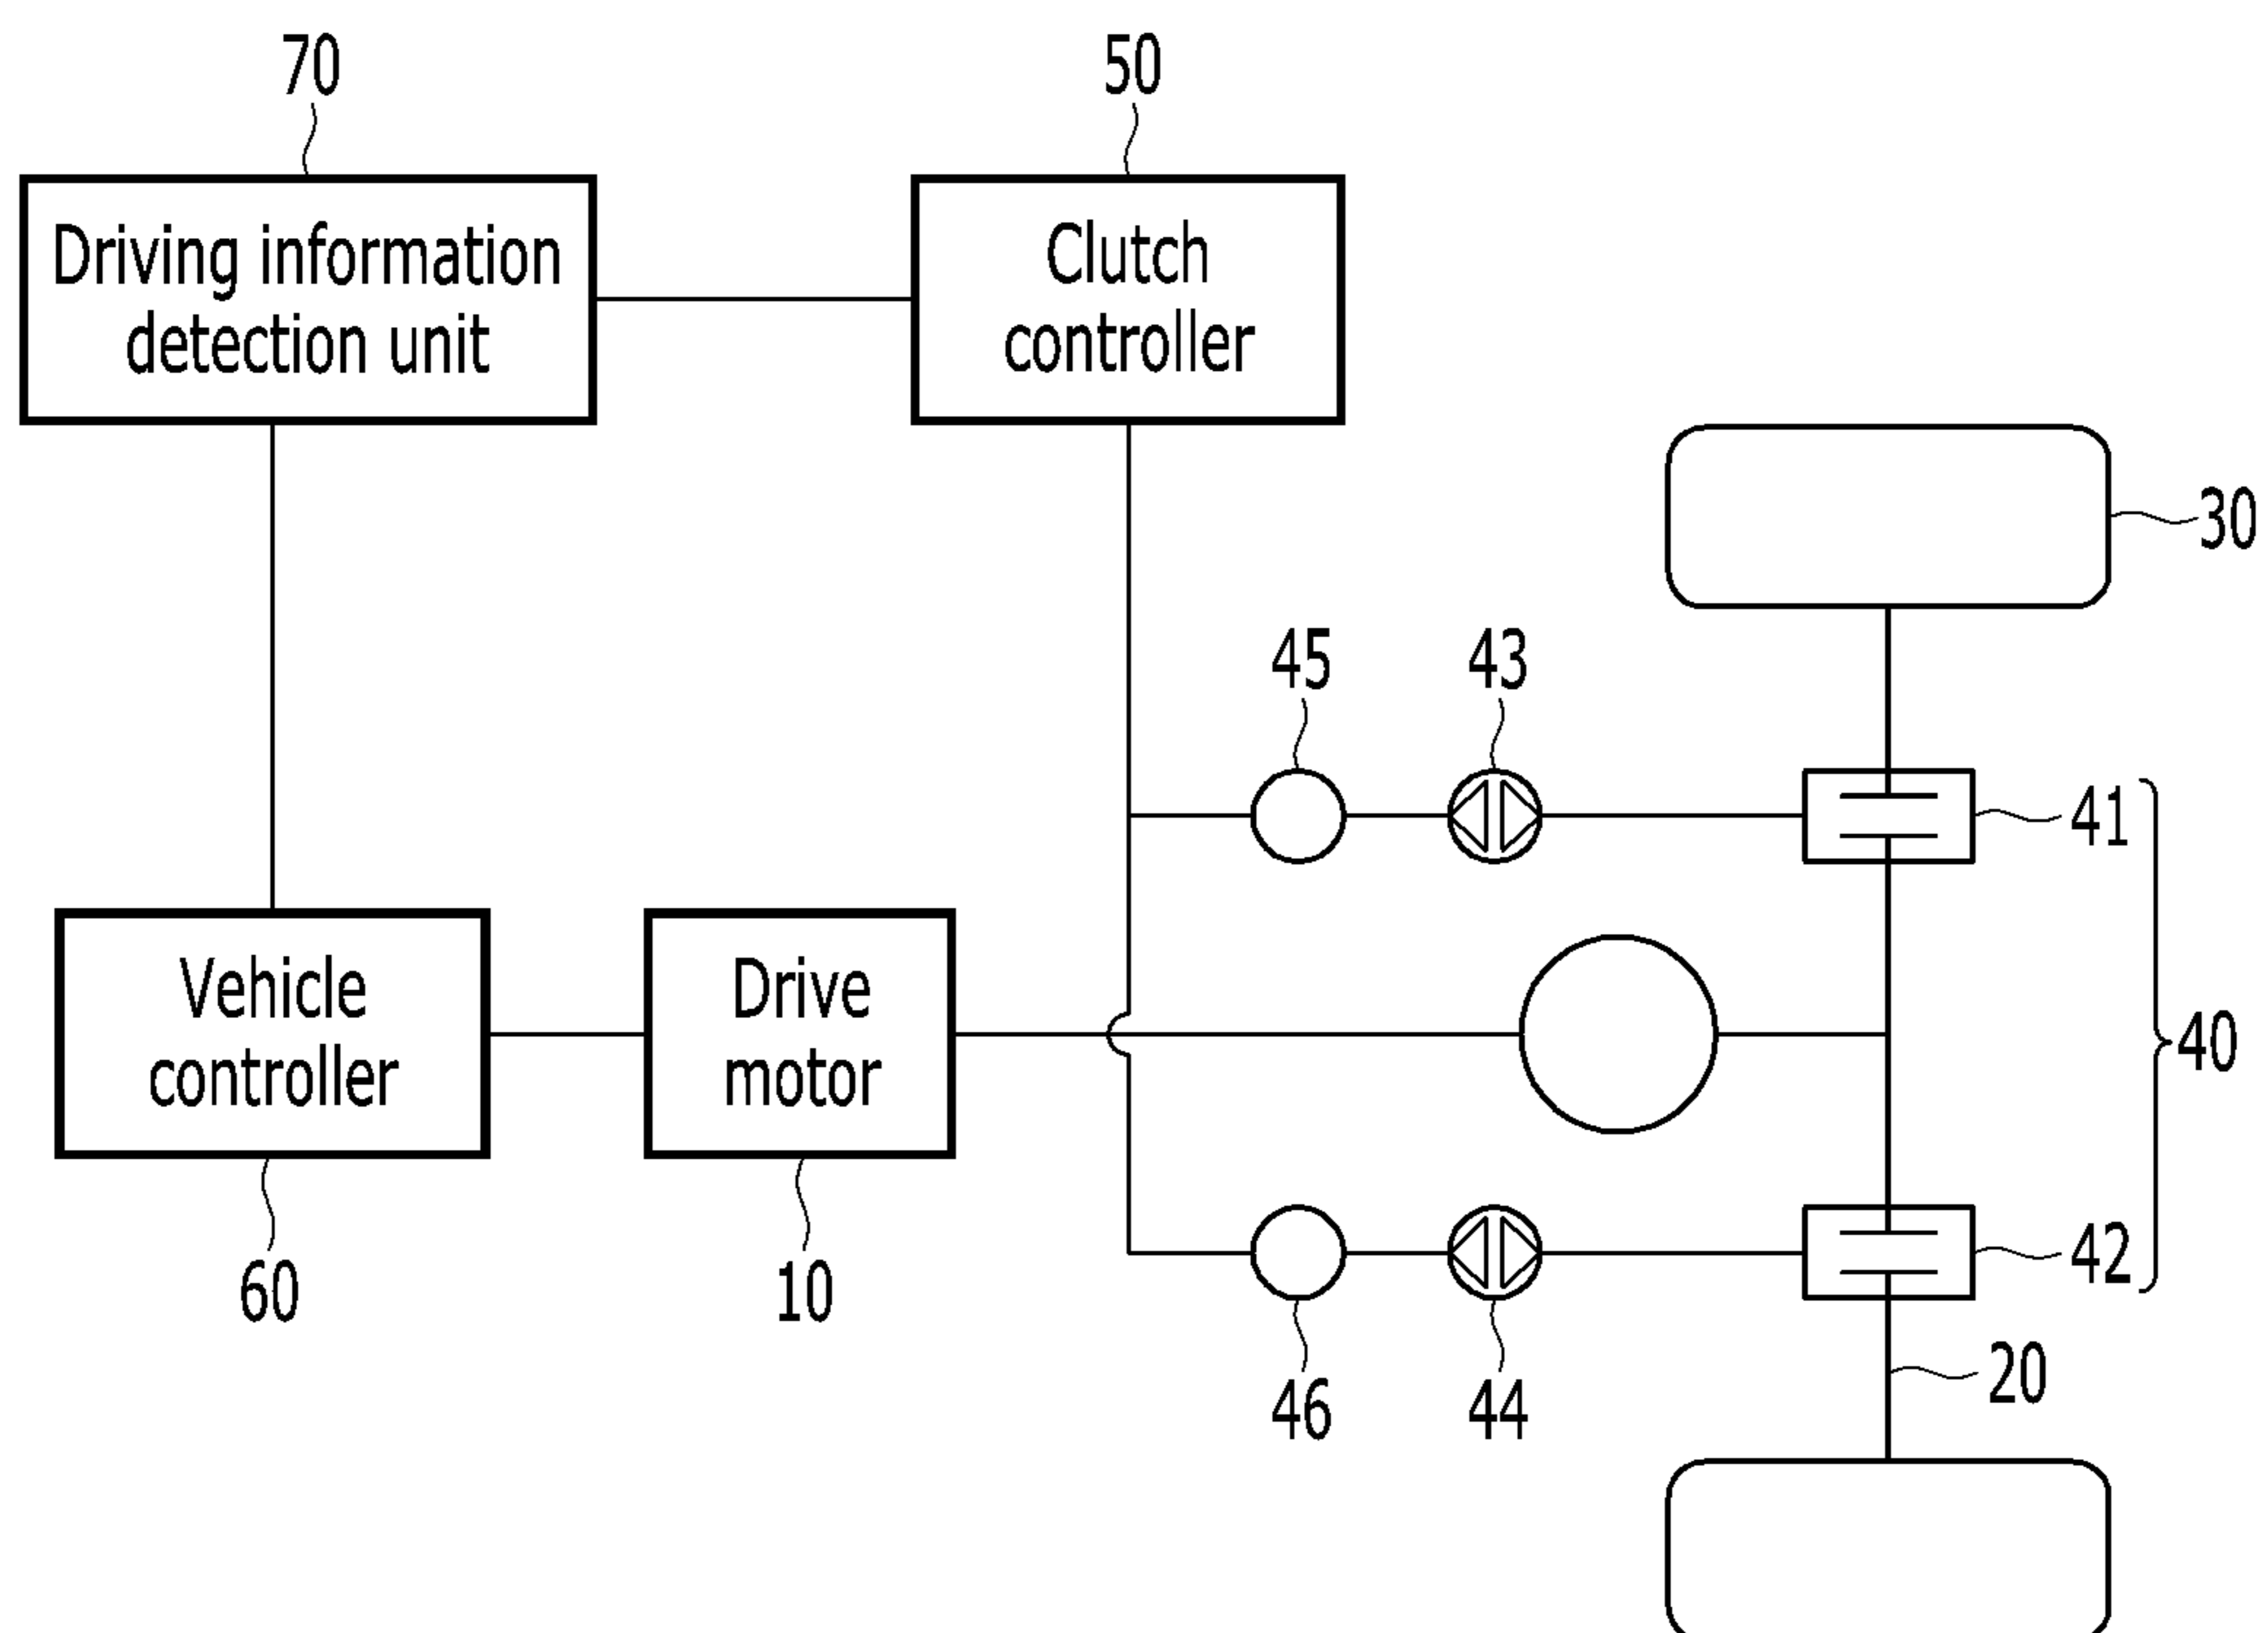 70
50
Driving information
detection unit
Clutch
controller
30
45
43
41
40
Vehicle
controller
Drive
motor
42
60
10
20
46
44